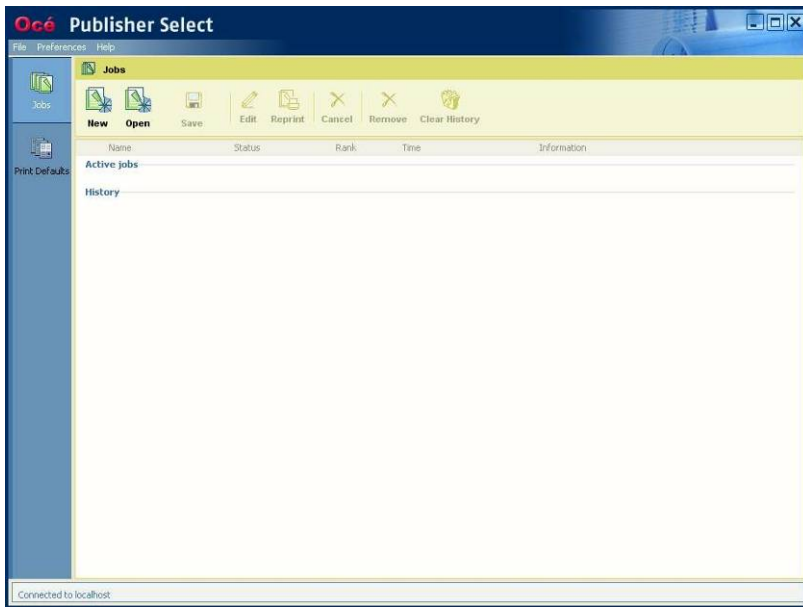 Océ Publisher Select
File Preferences Help
Jobs
Jobs
New Open Save Edit Reprint Cancel Remove Clear History
Print Defaults
Name Status Rank Time Information
Active jobs
History
Connected to localhost